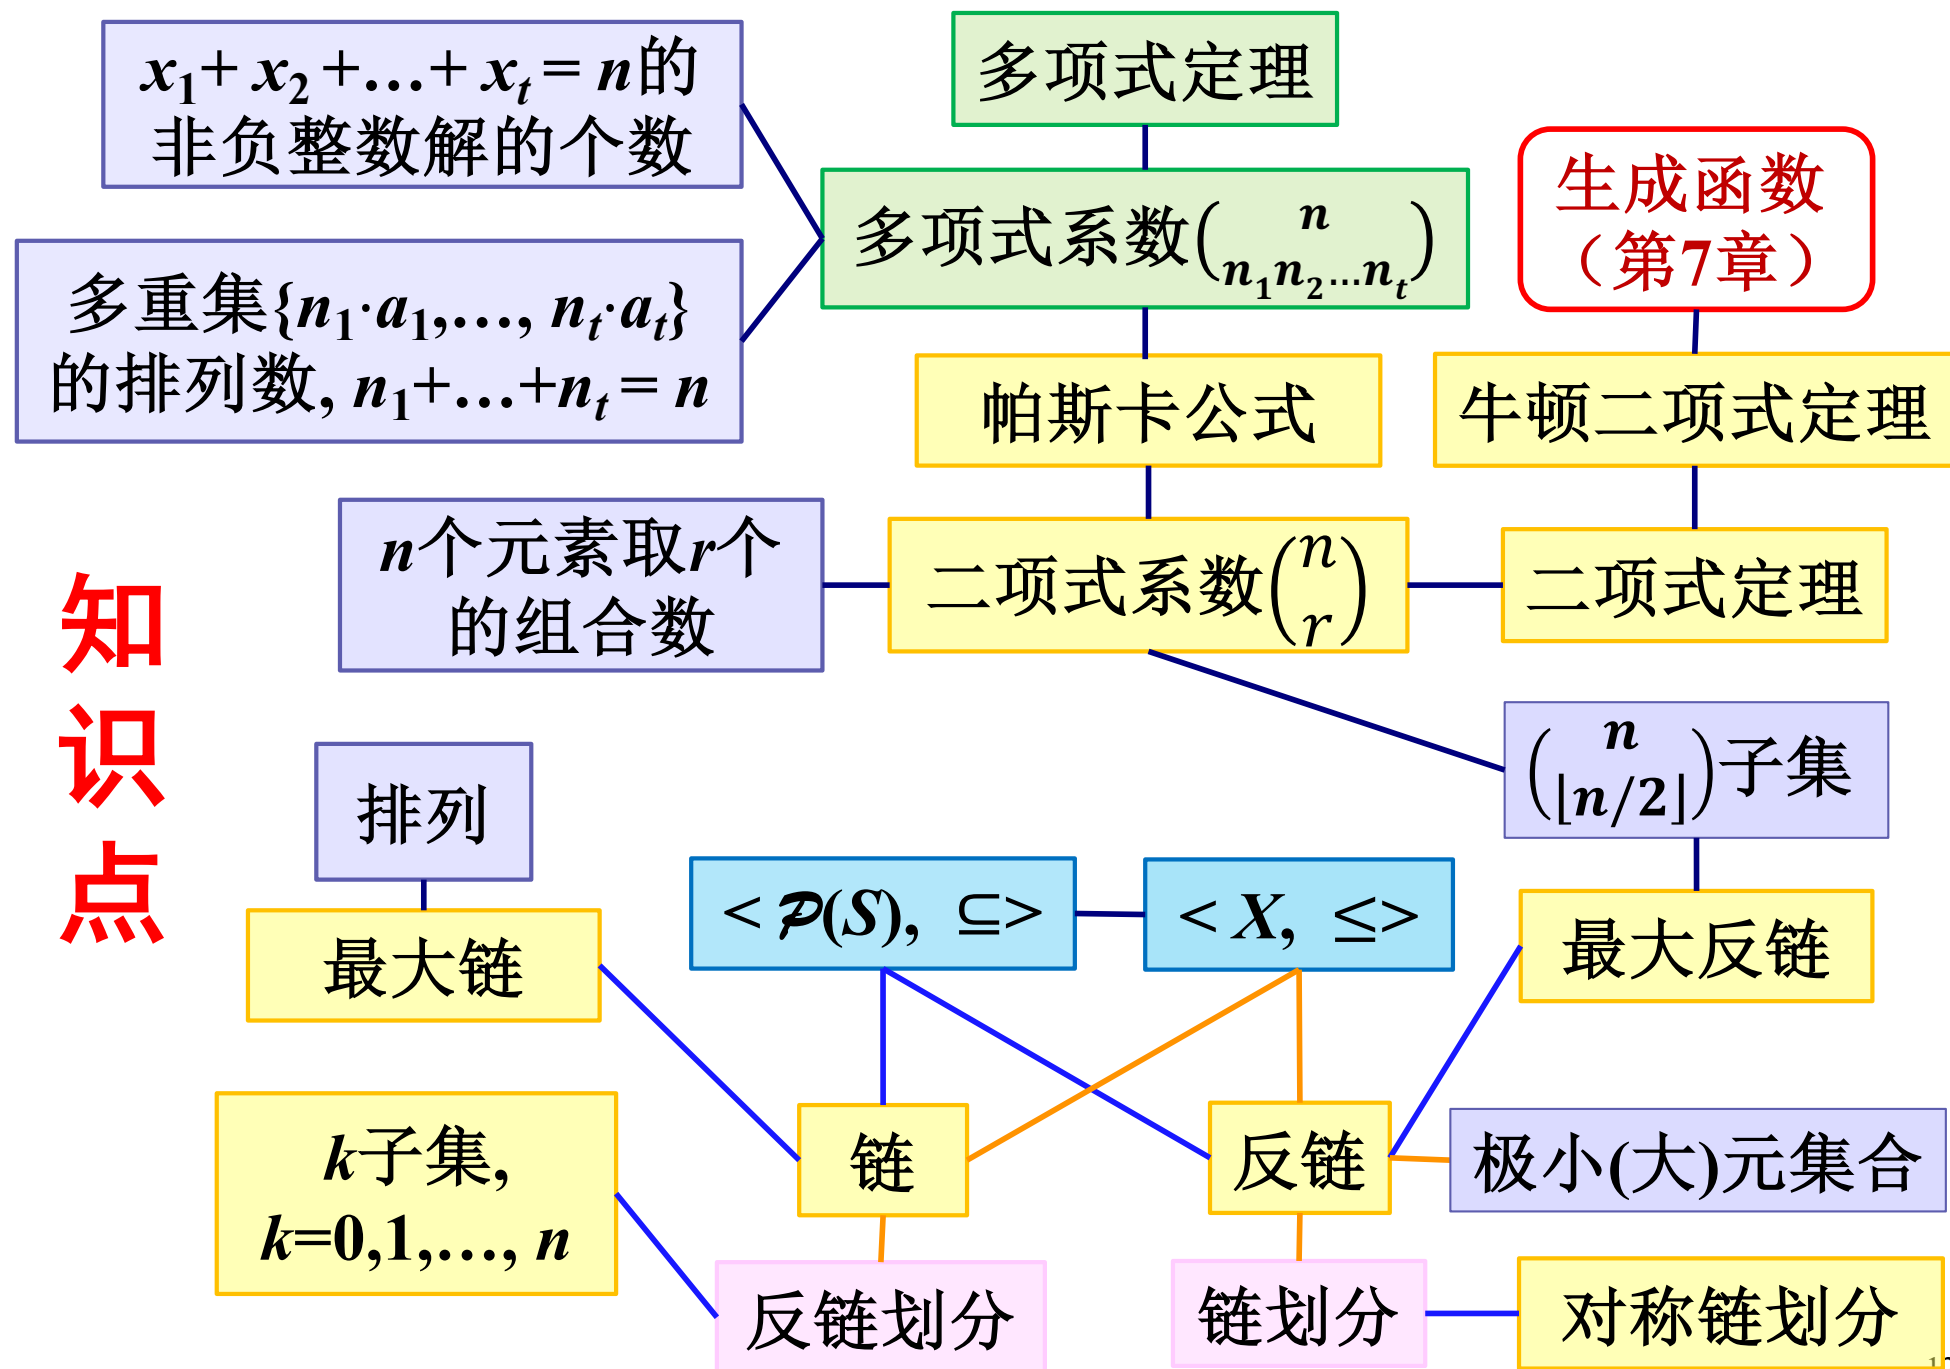 x₁+ x₂ +…+ xₜ = n的
非负整数解的个数
多项式定理
多项式系数(n
n₁n₂…nₜ)
生成函数
（第7章）
多重集{n₁·a₁,…, nₜ·aₜ}
的排列数, n₁+…+nₜ = n
帕斯卡公式
牛顿二项式定理
n个元素取r个
的组合数
二项式系数(n
r)
二项式定理
知
识
点
(n
⌊n/2⌋)子集
排列
< 𝒫(S), ⊆>
< X, ≤>
最大链
最大反链
k子集,
k=0,1,…, n
链
反链
极小(大)元集合
反链划分
链划分
对称链划分